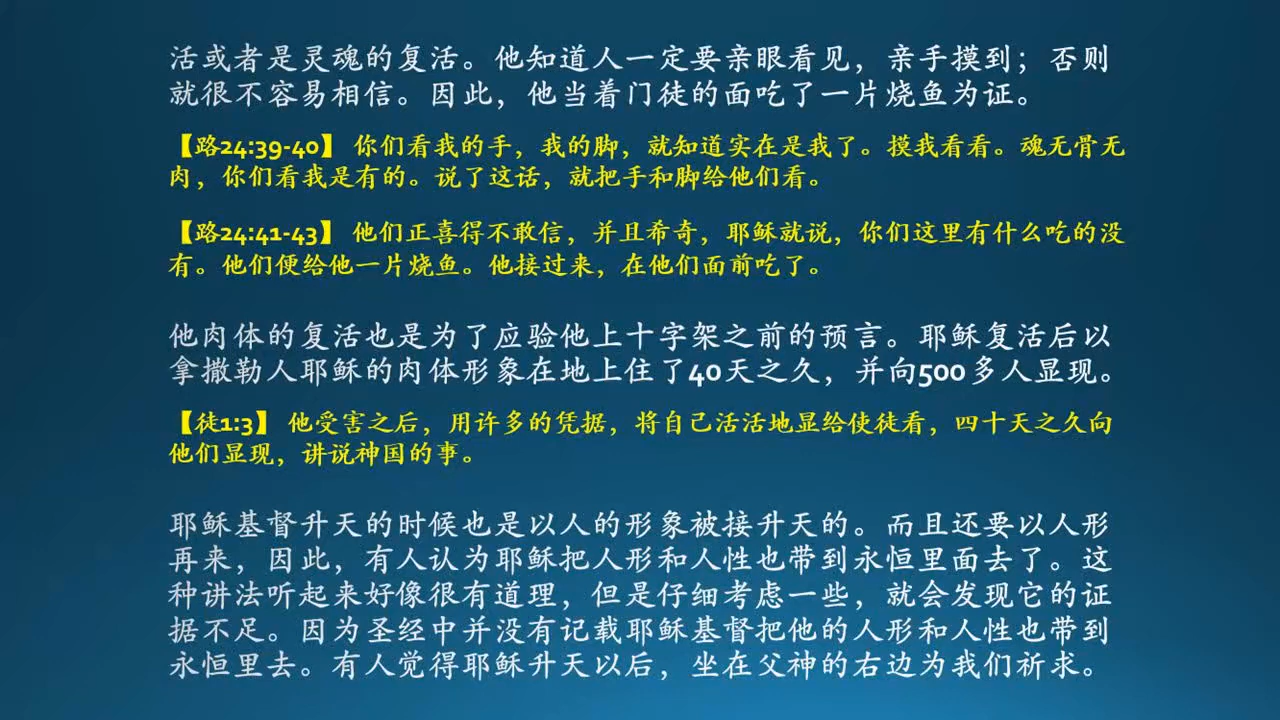 活或者是灵魂的复活。他知道人一定要亲眼看见，亲手摸到；否则
就很不容易相信。因此，他当着门徒的面吃了一片烧鱼为证。
【路24:39-40】 你们看我的手，我的脚，就知道实在是我了。摸我看看。魂无骨无
肉，你们看我是有的。说了这话，就把手和脚给他们看。
【路24:41-43】 他们正喜得不敢信，并且希奇，耶稣就说，你们这里有什么吃的没
有。他们便给他一片烧鱼。他接过来，在他们面前吃了。
他肉体的复活也是为了应验他上十字架之前的预言。耶稣复活后以
拿撒勒人耶稣的肉体形象在地上住了40天之久，并向500多人显现。
【徒1:3】 他受害之后，用许多的凭据，将自己活活地显给使徒看，四十天之久向
他们显现，讲说神国的事。
耶稣基督升天的时候也是以人的形象被接升天的。而且还要以人形
再来，因此，有人认为耶稣把人形和人性也带到永恒里面去了。这
种讲法听起来好像很有道理，但是仔细考虑一些，就会发现它的证
据不足。因为圣经中并没有记载耶稣基督把他的人形和人性也带到
永恒里去。有人觉得耶稣升天以后，坐在父神的右边为我们祈求。